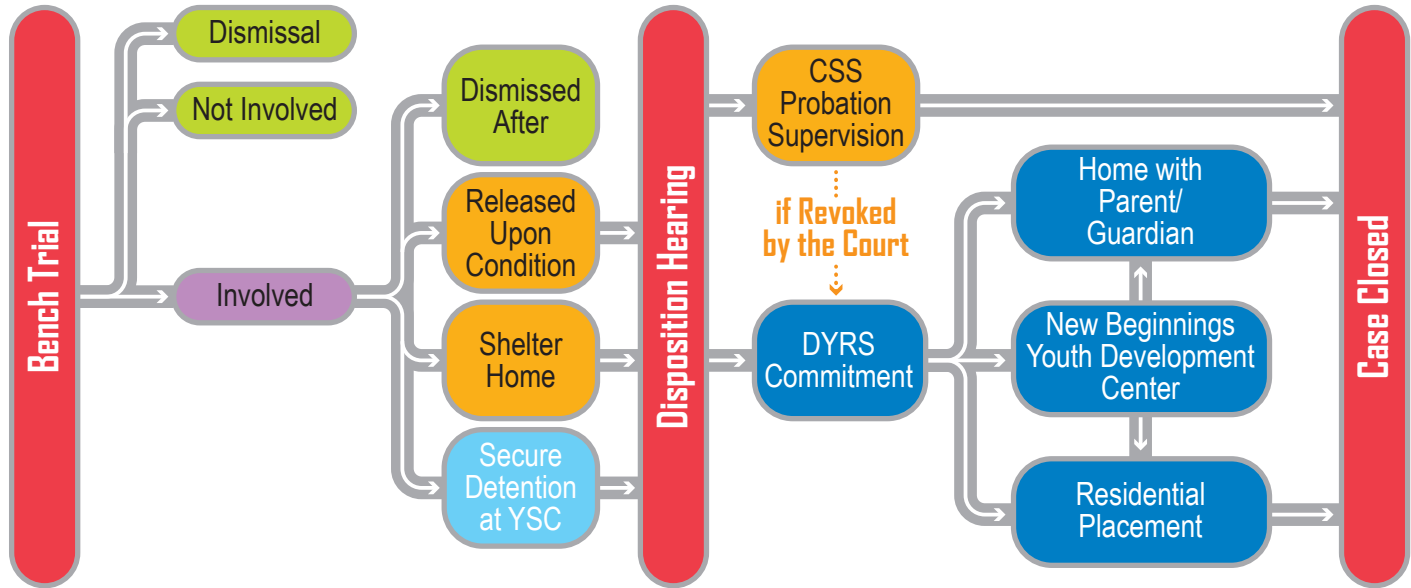 Bench Trial
Dismissal
Not Involved
Involved
Dismissed
After
Released
Upon
Condition
Shelter
Home
Secure
Detention
at YSC
Disposition Hearing
CSS
Probation
Supervision
if Revoked
by the Court
DYRS
Commitment
Home with
Parent/
Guardian
New Beginnings
Youth Development
Center
Residential
Placement
Case Closed